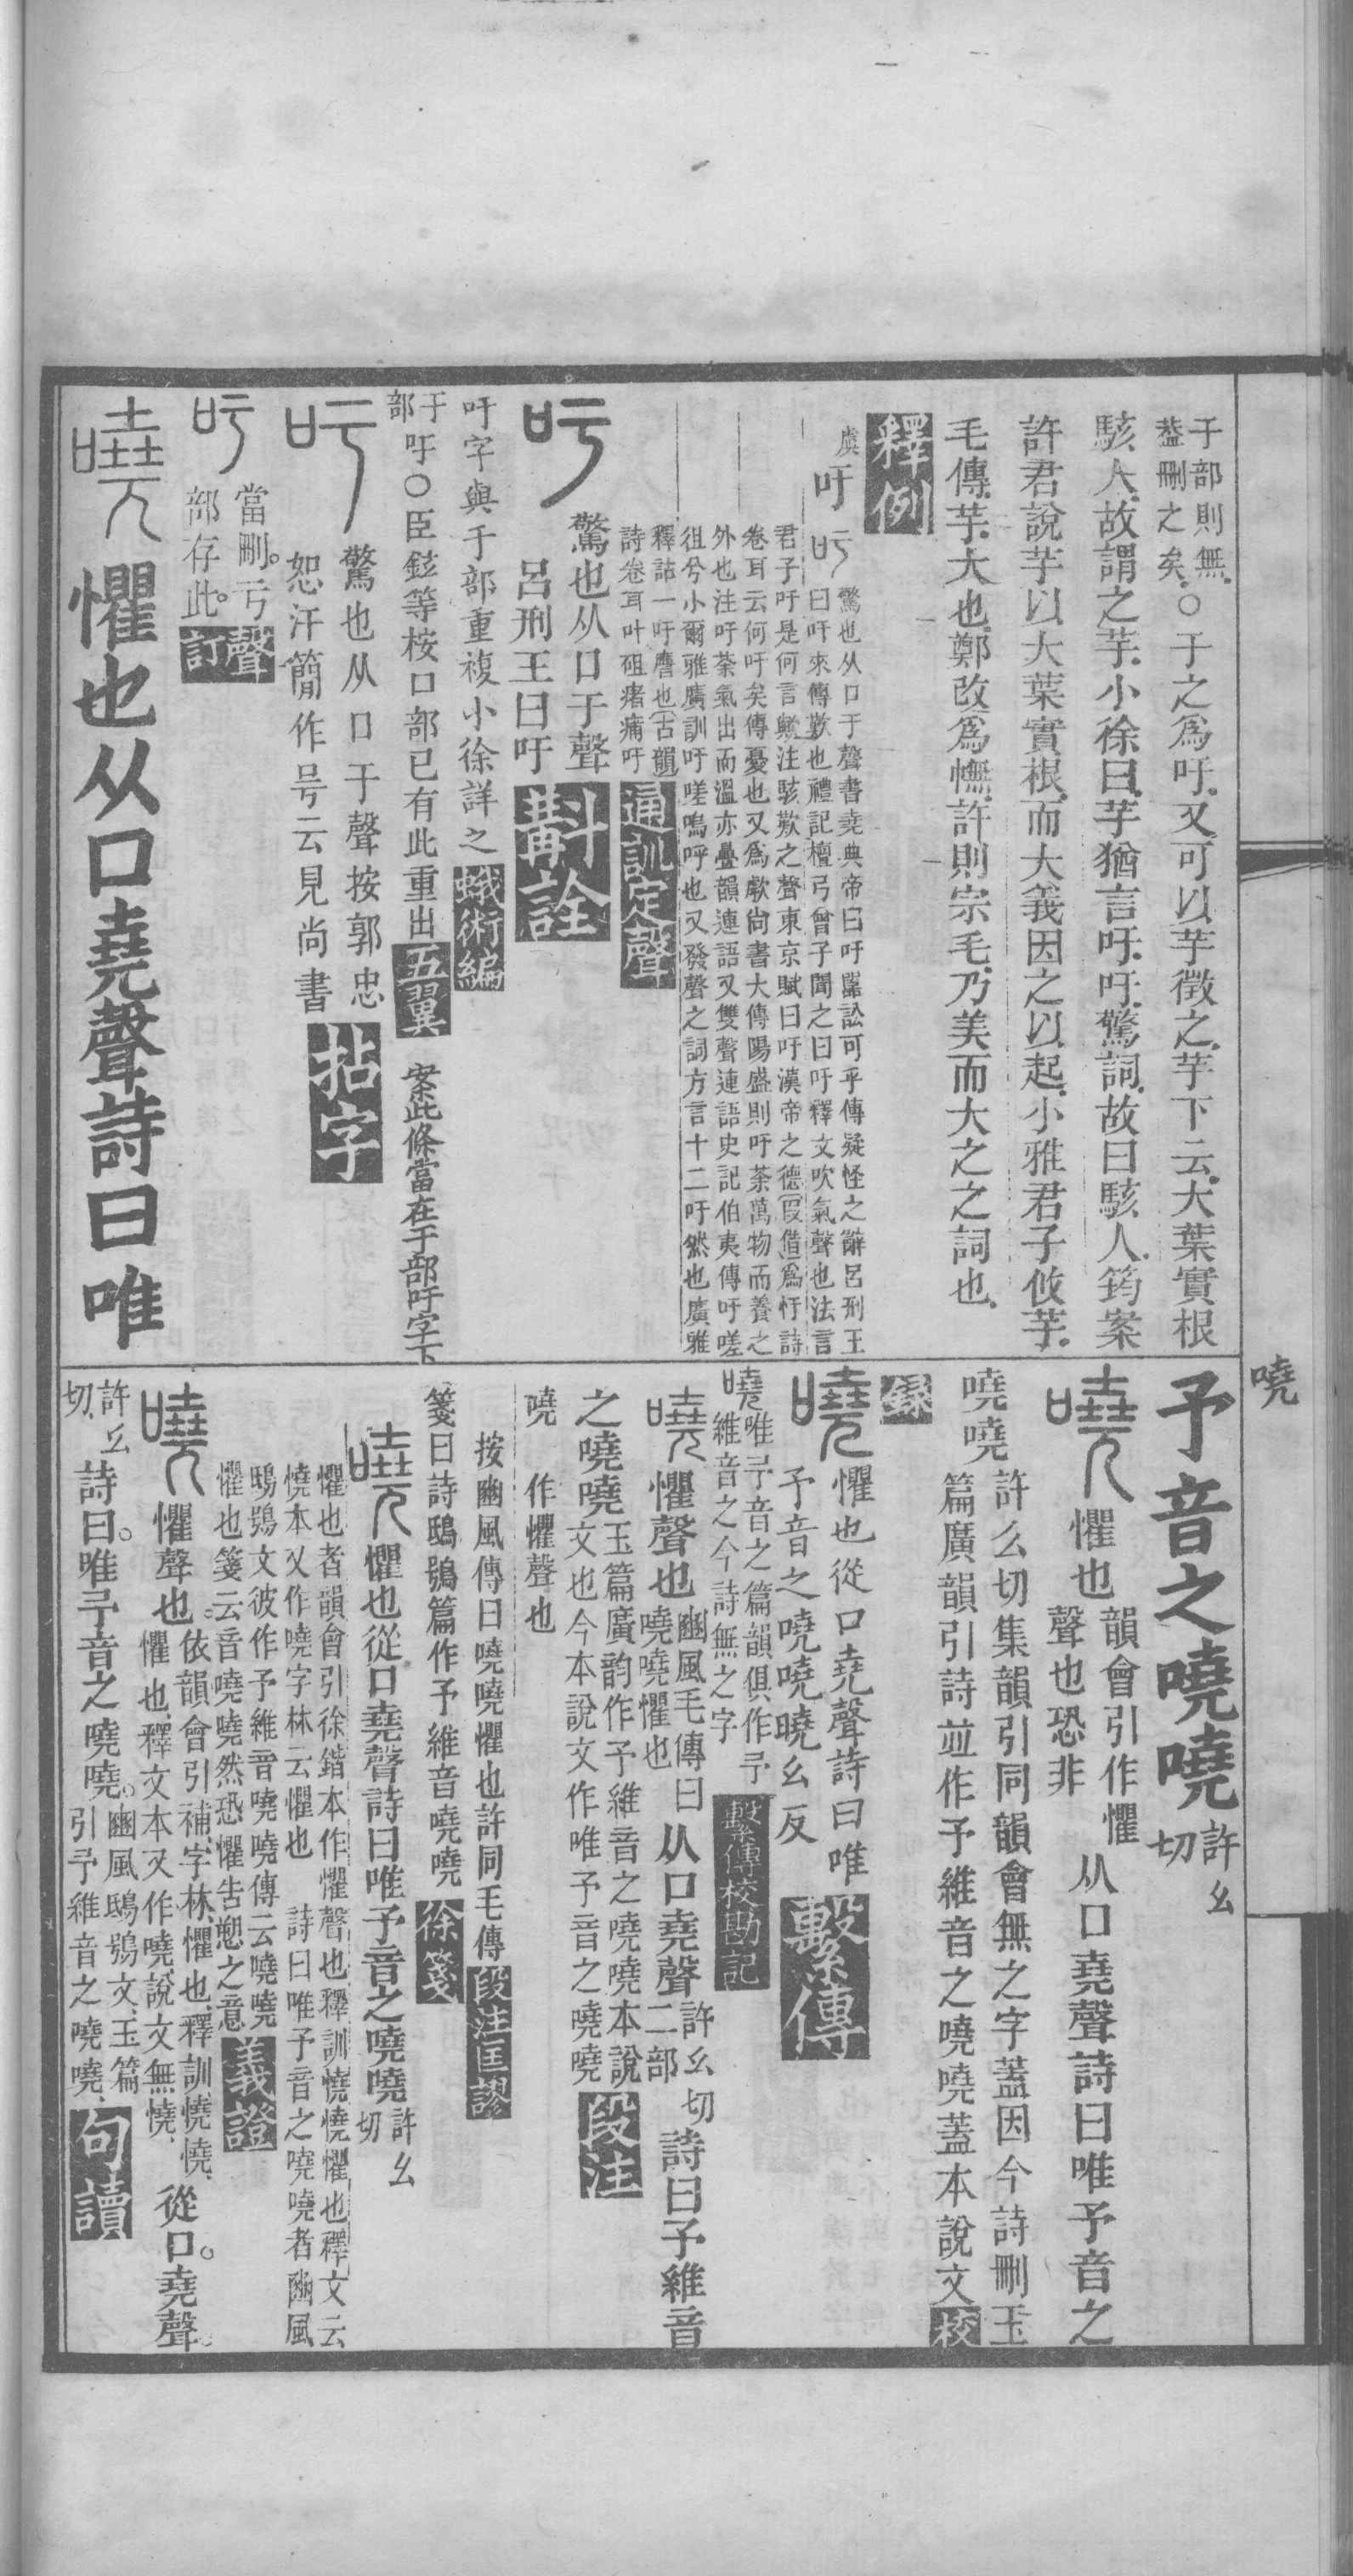 于部則無。
葢刪之矣。○于之爲吁。又可以芋徵之。芋下云。大葉實根
駭人。故謂之芋。小徐曰。芋猶言吁。吁。驚詞。故曰駭人。筠案
許君說芋以大葉實根。而大義因之以起。小雅君子攸芋。
毛傳。芋。大也。鄭改爲幠。許則宗毛。乃美而大之之詞也。
釋例
虞
吁
驚也从口于聲書堯典帝曰吁嚚訟可乎傳疑怪之辭呂刑王
曰吁來傳歎也禮記檀弓曾子聞之曰吁釋文吹氣聲也法言
君子吁是何言歟注駭歎之聲東京賦曰吁漢帝之德(叚借)爲忓詩
卷耳云何吁矣傳憂也又爲歔尚書大傳陽盛則吁荼萬物而養之
外也注吁荼氣出而溫亦疊韻連語又雙聲連語史記伯夷傳吁嗟
徂兮小爾雅廣訓吁嗟嗚呼也又發聲之詞方言十二吁然也廣雅
釋詁一吁譍也(古韻)
詩卷耳叶砠瘏痡吁
通訓定聲
驚也从口于聲
呂刑王曰吁
斠詮
吁字與于部重複小徐詳之
蛾術編
于部吁○臣鉉等桉口部已有此重出
五翼
案此條當在于部吁字下
驚也从口于聲按郭忠
恕汗簡作号云見尚書
拈字
當刪。亏
部存此。
聲訂
懼也从口堯聲詩曰唯
予音之嘵嘵許幺切
嘵
懼也
韻會引作懼
聲也恐非
从口堯聲詩曰唯予音之
嘵嘵
許么切集韻引同韻會無之字蓋因今詩刪玉
篇廣韻引詩並作予維音之嘵嘵蓋本說文
校
錄
懼也從口堯聲詩曰唯
予音之嘵嘵曉幺反
繫傳
唯予音之篇韻俱作予
維音之今詩無之字
繫傳校勘記
懼聲也
豳風毛傳曰
嘵嘵懼也
从口堯聲
許幺切
二部
詩曰予維音
之嘵嘵
玉篇廣韵作予維音之嘵嘵本說
文也今本說文作唯予音之嘵嘵
段注
嘵
作懼聲也
按豳風傳曰嘵嘵懼也許同毛傳
段注匡謬
箋曰詩鴟鴞篇作予維音嘵嘵
徐箋
懼也從口堯聲詩曰唯予音之嘵嘵許幺切
懼也者韻會引徐鍇本作懼聲也釋訓憢憢懼也釋文云
憢本又作嘵字林云懼也 詩曰唯予音之嘵嘵者豳風
鴟鴞文彼作予維音嘵嘵傳云嘵嘵
懼也箋云音嘵嘵然恐懼告愬之意
義證
懼聲也。
依韻會引補。字林。懼也。釋訓。憢憢。
懼也。釋文本又作嘵。說文無憢。
從口。堯聲。
許幺切。
詩曰。唯予音之嘵嘵。
豳風鴟鴞文。玉篇
引予維音之嘵嘵。
句讀